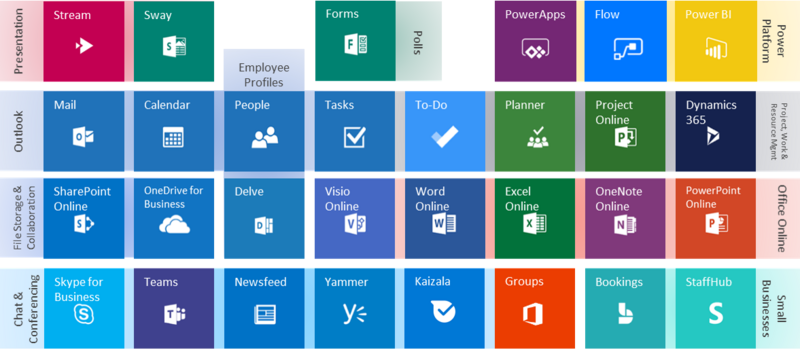 Presentation
Stream
Sway
Forms
Polls
PowerApps
Flow
Power BI
Power
Platform
Employee
Profiles
Outlook
Mail
Calendar
People
Tasks
To-Do
Planner
Project
Online
Dynamics
365
Project, Work &
Resource Mgmt
File Storage &
Collaboration
SharePoint
Online
OneDrive for
Business
Delve
Visio
Online
Word
Online
Excel
Online
OneNote
Online
PowerPoint
Online
Office Online
Chat &
Conferencing
Skype for
Business
Teams
Newsfeed
Yammer
Kaizala
Groups
Bookings
StaffHub
Small
Businesses